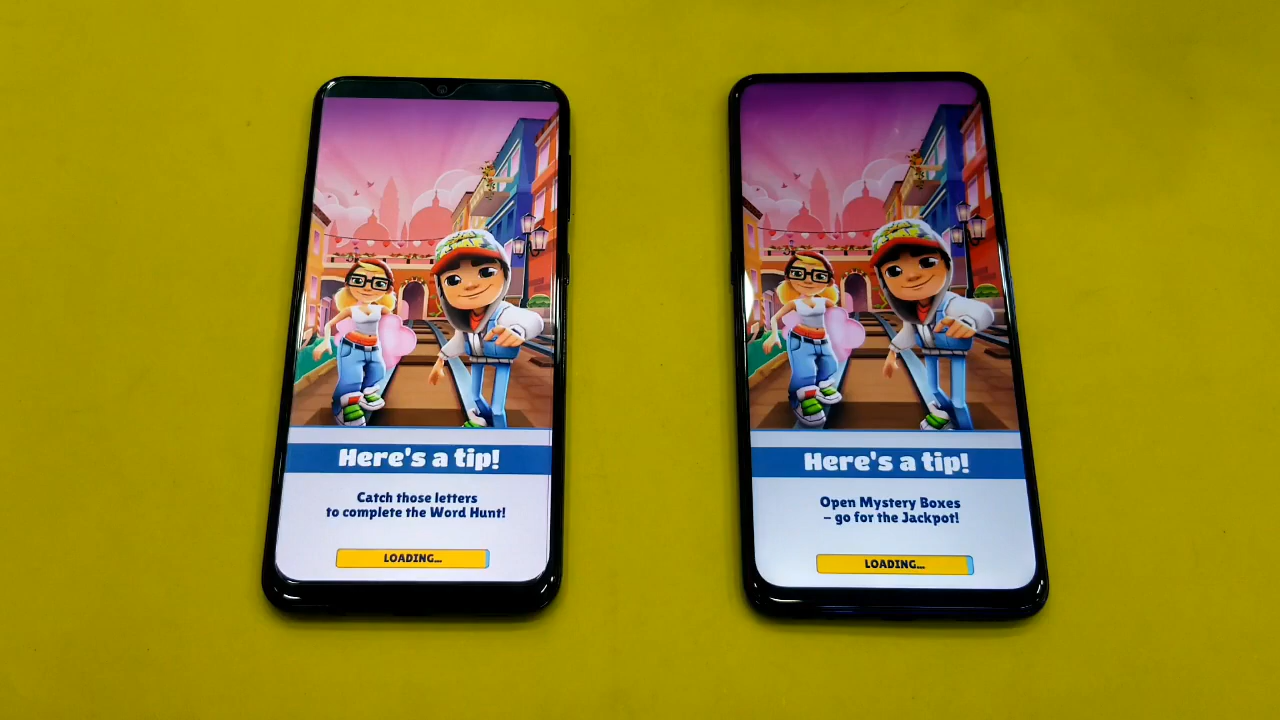 Here's a tip!
Catch those letters
to complete the Word Hunt!
LOADING...
Here's a tip!
Open Mystery Boxes
– go for the Jackpot!
LOADING...